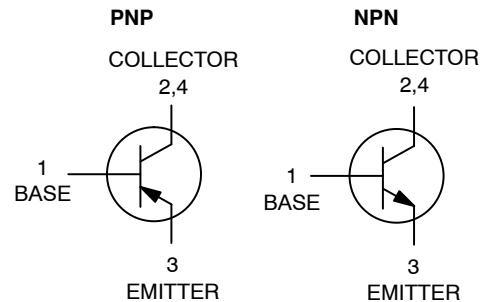 PNP
COLLECTOR
2,4
1
BASE
3
EMITTER
NPN
COLLECTOR
2,4
1
BASE
3
EMITTER